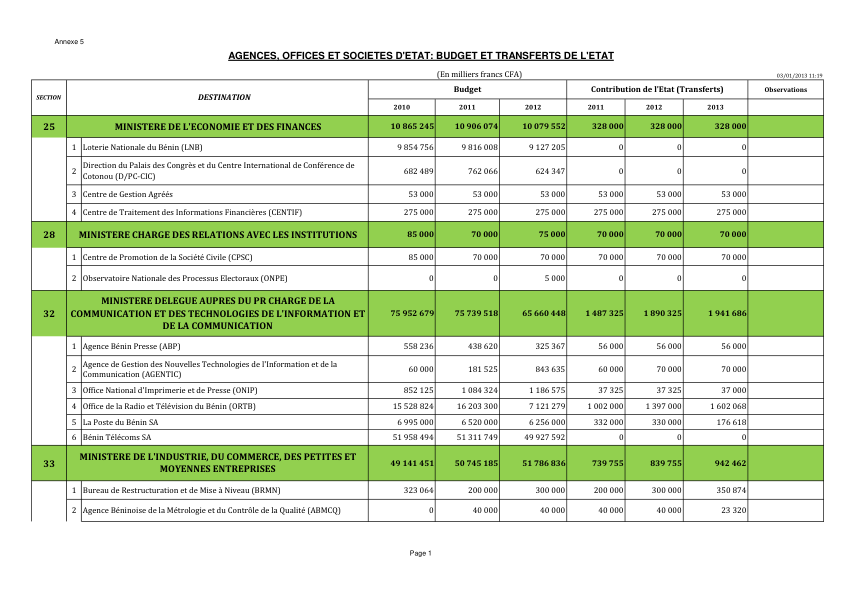 Annexe 5
AGENCES, OFFICES ET SOCIETES D'ETAT: BUDGET ET TRANSFERTS DE L'ETAT
(En milliers francs CFA) 03/01/2013 11:19
SECTION DESTINATION Budget Contribution de l'Etat (Transferts) Observations
2010 2011 2012 2011 2012 2013
25 MINISTERE DE L'ECONOMIE ET DES FINANCES 10 865 245 10 906 074 10 079 552 328 000 328 000 328 000
1 Loterie Nationale du Bénin (LNB) 9 854 756 9 816 008 9 127 205 0 0 0
2 Direction du Palais des Congrès et du Centre International de Conférence de
Cotonou (D/PC-CIC) 682 489 762 066 624 347 0 0 0
3 Centre de Gestion Agréés 53 000 53 000 53 000 53 000 53 000 53 000
4 Centre de Traitement des Informations Financières (CENTIF) 275 000 275 000 275 000 275 000 275 000 275 000
28 MINISTERE CHARGE DES RELATIONS AVEC LES INSTITUTIONS 85 000 70 000 75 000 70 000 70 000 70 000
1 Centre de Promotion de la Société Civile (CPSC) 85 000 70 000 70 000 70 000 70 000 70 000
2 Observatoire Nationale des Processus Electoraux (ONPE) 0 0 5 000 0 0 0
MINISTERE DELEGUE AUPRES DU PR CHARGE DE LA
32 COMMUNICATION ET DES TECHNOLOGIES DE L'INFORMATION ET 75 952 679 75 739 518 65 660 448 1 487 325 1 890 325 1 941 686
DE LA COMMUNICATION
1 Agence Bénin Presse (ABP) 558 236 438 620 325 367 56 000 56 000 56 000
2 Agence de Gestion des Nouvelles Technologies de l'Information et de la
Communication (AGENTIC) 60 000 181 525 843 635 60 000 70 000 70 000
3 Office National d'Imprimerie et de Presse (ONIP) 852 125 1 084 324 1 186 575 37 325 37 325 37 000
4 Office de la Radio et Télévision du Bénin (ORTB) 15 528 824 16 203 300 7 121 279 1 002 000 1 397 000 1 602 068
5 La Poste du Bénin SA 6 995 000 6 520 000 6 256 000 332 000 330 000 176 618
6 Bénin Télécoms SA 51 958 494 51 311 749 49 927 592 0 0 0
33 MINISTERE DE L'INDUSTRIE, DU COMMERCE, DES PETITES ET
MOYENNES ENTREPRISES 49 141 451 50 745 185 51 786 836 739 755 839 755 942 462
1 Bureau de Restructuration et de Mise à Niveau (BRMN) 323 064 200 000 300 000 200 000 300 000 350 874
2 Agence Béninoise de la Métrologie et du Contrôle de la Qualité (ABMCQ) 0 40 000 40 000 40 000 40 000 23 320
Page 1